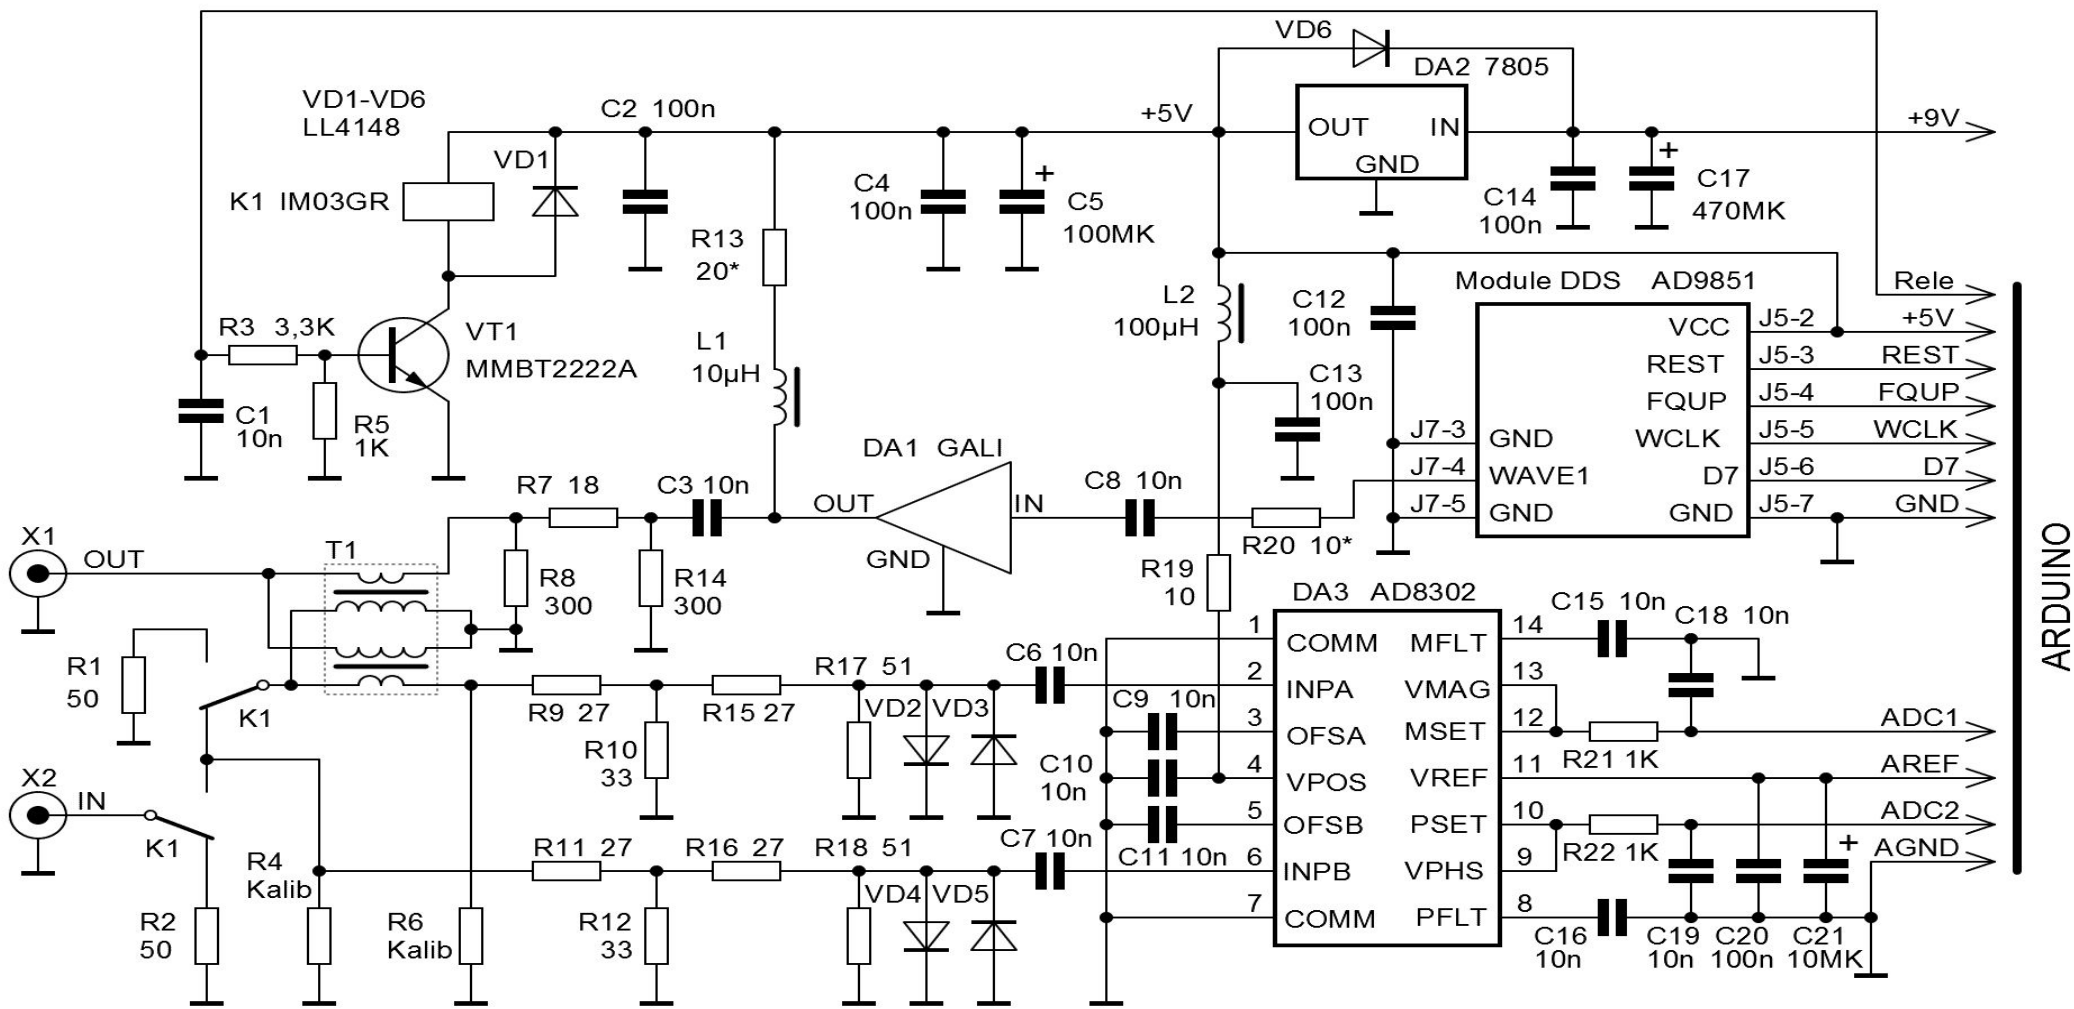 VD6
DA2 7805
VD1-VD6
LL4148
C2 100n
+5V
OUT
IN
GND
+9V
VD1
K1 IM03GR
C4
100n
+
C5
100MK
C14
100n
+
C17
470MK
R13
20*
Module DDS AD9851
Rele
L2
100µH
C12
100n
R3 3,3K
VT1
MMBT2222A
L1
10µH
VCC
J5-2
+5V
REST
J5-3
REST
C13
100n
FQUP
J5-4
FQUP
C1
10n
R5
1K
J7-3
GND
WCLK
J5-5
WCLK
DA1 GALI
J7-4
WAVE1
D7
J5-6
D7
R7 18
C3 10n
OUT
IN
C8 10n
J7-5
GND
GND
J5-7
GND
X1
OUT
T1
R8
300
R14
300
GND
R20 10*
R19
10
DA3 AD8302
C15 10n
C18 10n
ARDUINO
1
COMM
MFLT
14
R1
50
K1
R17 51
C6 10n
2
INPA
VMAG
13
R9 27
R15 27
VD2
VD3
C9 10n
3
OFSA
MSET
12
ADC1
R10
33
R21 1K
C10
10n
4
VPOS
VREF
11
AREF
X2
IN
K1
5
OFSB
PSET
10
ADC2
R11 27
R16 27
R18 51
C7 10n
C11 10n
6
INPB
VPHS
9
R22 1K
+
AGND
R4
Kalib
VD4
VD5
7
COMM
PFLT
8
R2
50
R6
Kalib
R12
33
C16
10n
C19
10n
C20
100n
C21
10MK